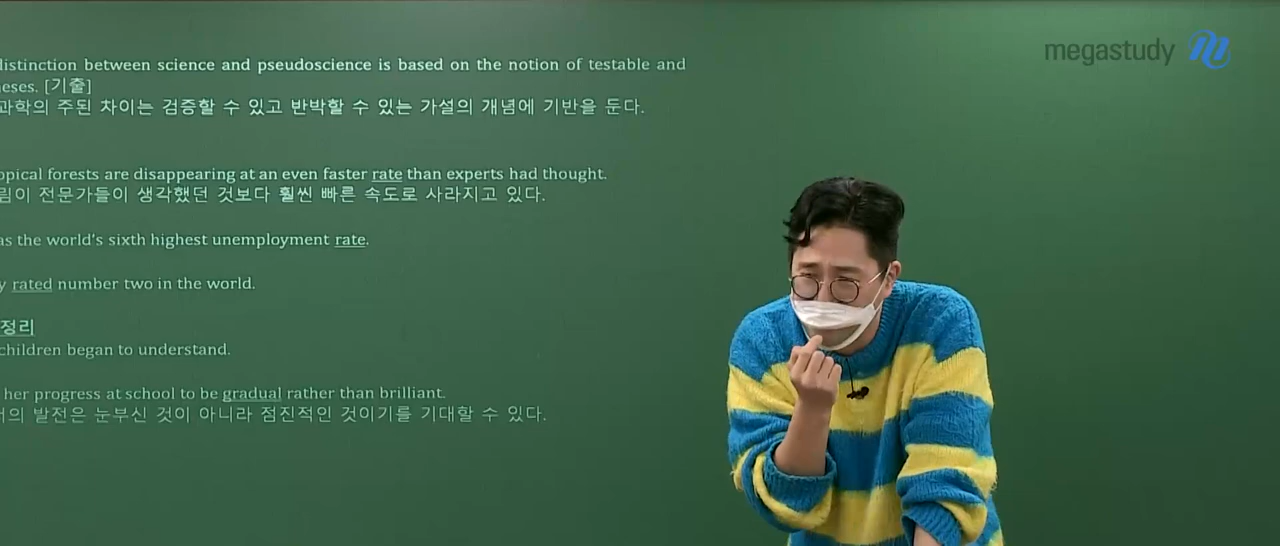 megastudy
distinction between science and pseudoscience is based on the notion of testable and
eses. [기출]
과학의 주된 차이는 검증할 수 있고 반박할 수 있는 가설의 개념에 기반을 둔다.
opical forests are disappearing at an even faster rate than experts had thought.
림이 전문가들이 생각했던 것보다 훨씬 빠른 속도로 사라지고 있다.
as the world's sixth highest unemployment rate.
y rated number two in the world.
정리
children began to understand.
her progress at school to be gradual rather than brilliant.
의 발전은 눈부신 것이 아니라 점진적인 것이기를 기대할 수 있다.